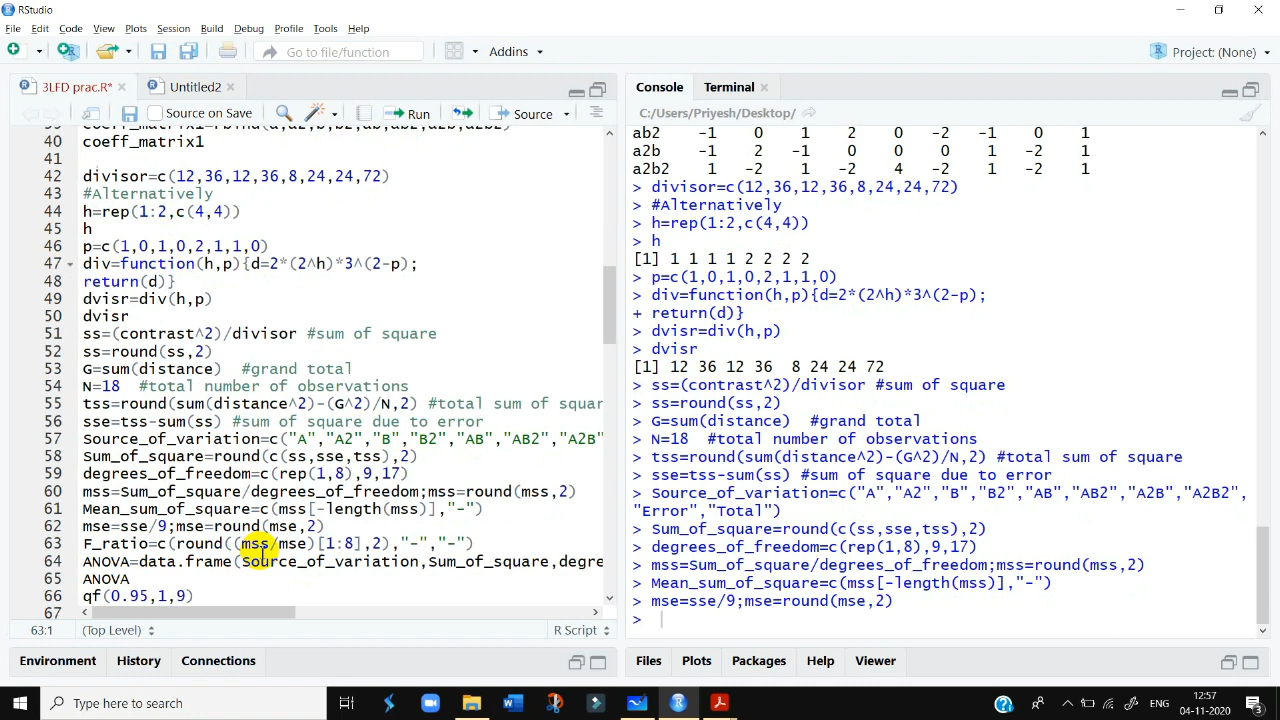 RStudio
File Edit Code View Plots Session Build Debug Profile Tools Help
Go to file/function
Addins
Project: (None)
3LFD prac.R*
Untitled2
Source on Save
Run
Source
40 coeff_matrix1
41
42 divisor=c(12,36,12,36,8,24,24,72)
43 #Alternatively
44 h=rep(1:2,c(4,4))
45 h
46 p=c(1,0,1,0,2,1,1,0)
47 div=function(h,p){d=2*(2^h)*3^(2-p);
48 return(d)}
49 dvisr=div(h,p)
50 dvisr
51 ss=(contrast^2)/divisor #sum of square
52 ss=round(ss,2)
53 G=sum(distance) #grand total
54 N=18 #total number of observations
55 tss=round(sum(distance^2)-(G^2)/N,2) #total sum of squar
56 sse=tss-sum(ss) #sum of square due to error
57 Source_of_variation=c("A","A2","B","B2","AB","AB2","A2B"
58 Sum_of_square=round(c(ss,sse,tss),2)
59 degrees_of_freedom=c(rep(1,8),9,17)
60 mss=Sum_of_square/degrees_of_freedom;mss=round(mss,2)
61 Mean_sum_of_square=c(mss[-length(mss)],"-")
62 mse=sse/9;mse=round(mse,2)
63 F_ratio=c(round((mss/mse)[1:8],2),"-","-")
64 ANOVA=data.frame(Source_of_variation,Sum_of_square,degre
65 ANOVA
66 qf(0.95,1,9)
67
63:1 (Top Level) R Script
Environment History Connections
Console Terminal
C:/Users/Priyesh/Desktop/
ab2 -1 0 1 2 0 -2 -1 0 1
a2b -1 2 -1 0 0 0 1 -2 1
a2b2 1 -2 1 -2 4 -2 1 -2 1
> divisor=c(12,36,12,36,8,24,24,72)
> #Alternatively
> h=rep(1:2,c(4,4))
> h
[1] 1 1 1 1 2 2 2 2
> p=c(1,0,1,0,2,1,1,0)
> div=function(h,p){d=2*(2^h)*3^(2-p);
+ return(d)}
> dvisr=div(h,p)
> dvisr
[1] 12 36 12 36 8 24 24 72
> ss=(contrast^2)/divisor #sum of square
> ss=round(ss,2)
> G=sum(distance) #grand total
> N=18 #total number of observations
> tss=round(sum(distance^2)-(G^2)/N,2) #total sum of square
> sse=tss-sum(ss) #sum of square due to error
> Source_of_variation=c("A","A2","B","B2","AB","AB2","A2B","A2B2",
"Error","Total")
> Sum_of_square=round(c(ss,sse,tss),2)
> degrees_of_freedom=c(rep(1,8),9,17)
> mss=Sum_of_square/degrees_of_freedom;mss=round(mss,2)
> Mean_sum_of_square=c(mss[-length(mss)],"-")
> mse=sse/9;mse=round(mse,2)
>
Files Plots Packages Help Viewer
Type here to search
ENG
12:57
04-11-2020
3